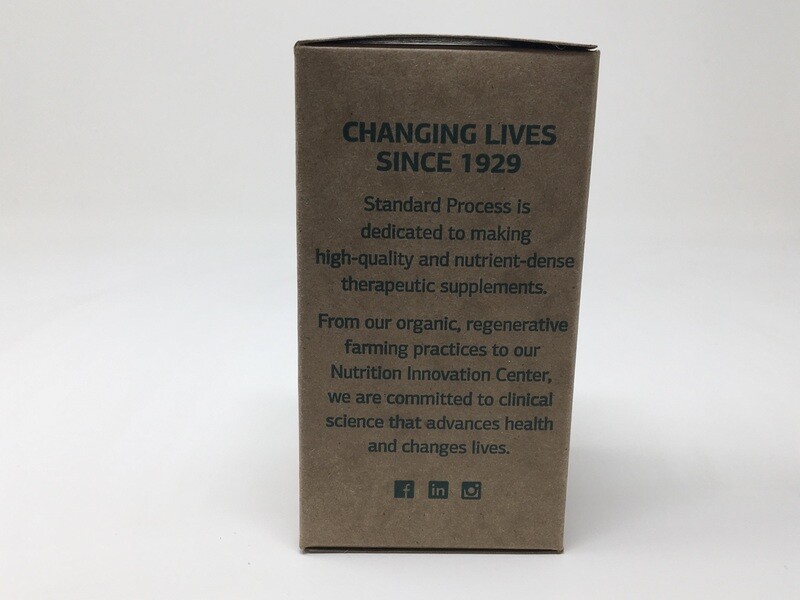 CHANGING LIVES
SINCE 1929
Standard Process is
dedicated to making
high-quality and nutrient-dense
therapeutic supplements.
From our organic, regenerative
farming practices to our
Nutrition Innovation Center,
we are committed to clinical
science that advances health
and changes lives.
f in